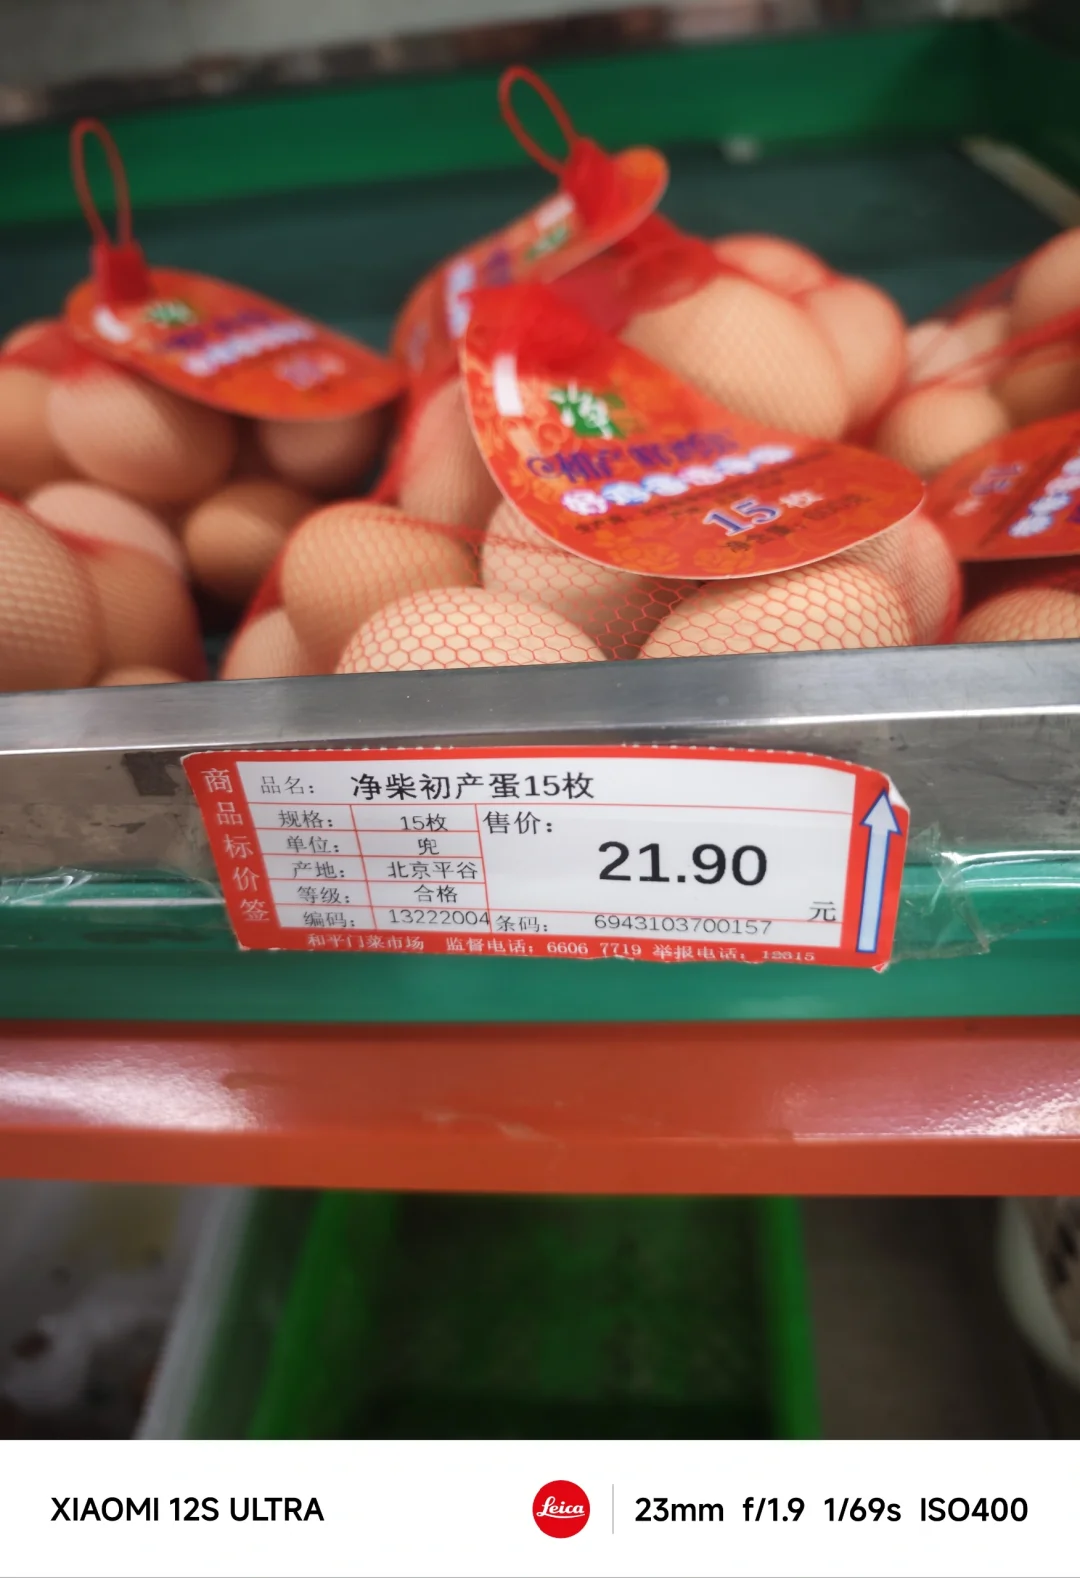 15枚
商品标价签
品名： 净柴初产蛋15枚
规格： 15枚
售价：
单位： 兜
21.90
产地： 北京平谷
等级： 合格
元
编码： 13222004 条码： 6943103700157
和平门菜市场 监督电话：6606 7719 举报电话：12315
XIAOMI 12S ULTRA
Leica
23mm f/1.9 1/69s ISO400